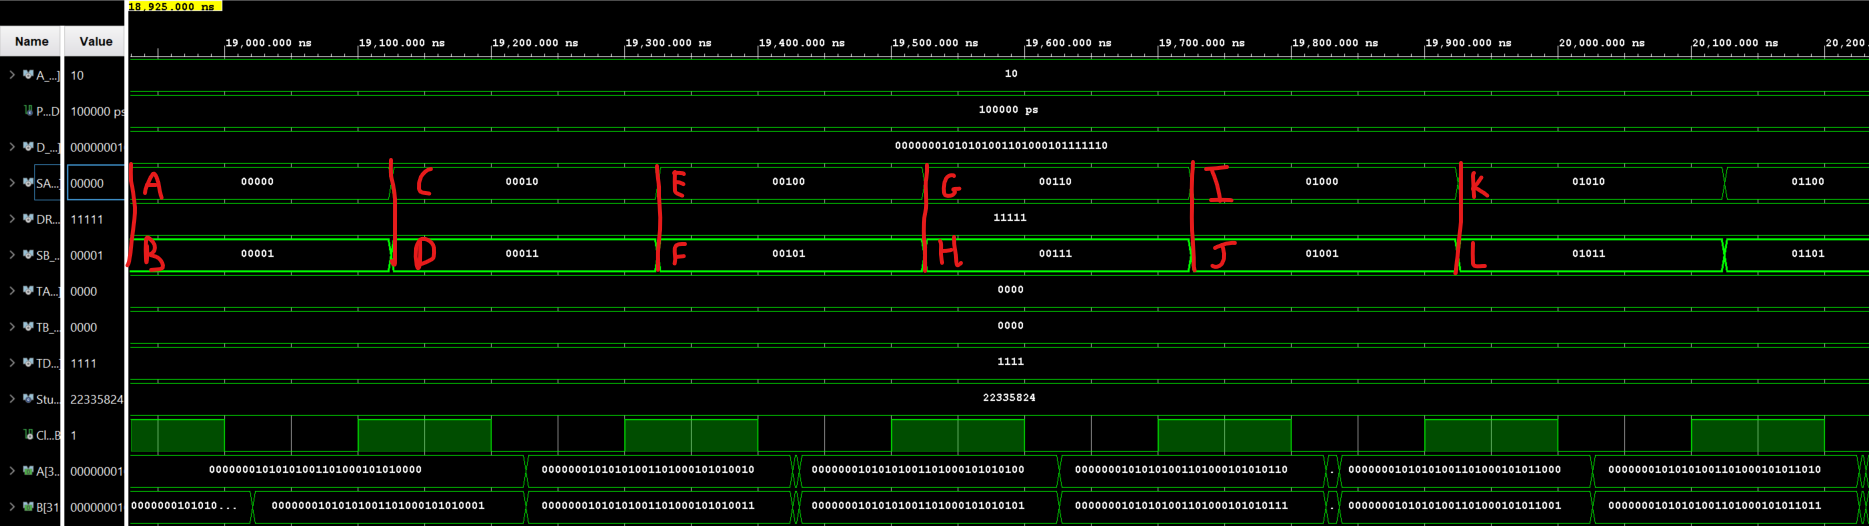 18,925.000 ns
Name Value
19,000.000 ns 19,100.000 ns 19,200.000 ns 19,300.000 ns 19,400.000 ns 19,500.000 ns 19,600.000 ns 19,700.000 ns 19,800.000 ns 19,900.000 ns 20,000.000 ns 20,100.000 ns 20,200
A_...] 10 10
P...D 100000 ps 100000 ps
D_...] 00000001 00000001010101001101000101111110
SA... 00000 A 00000 C 00010 E 00100 G 00110 I 01000 K 01010 01100
DR... 11111 11111
SB_... 00001 B 00001 D 00011 F 00101 H 00111 J 01001 L 01011 01101
TA...] 0000 0000
TB_... 0000 0000
TD...] 1111 1111
Stu... 22335824 22335824
Cl...B 1
A[3... 00000001 00000001010101001101000101010000 00000001010101001101000101010010 00000001010101001101000101010100 00000001010101001101000101010110 . 00000001010101001101000101011000 00000001010101001101000101011010
B[31 00000001 0000000101010... 00000001010101001101000101010001 00000001010101001101000101010011 00000001010101001101000101010101 00000001010101001101000101010111 . 00000001010101001101000101011001 00000001010101001101000101011011